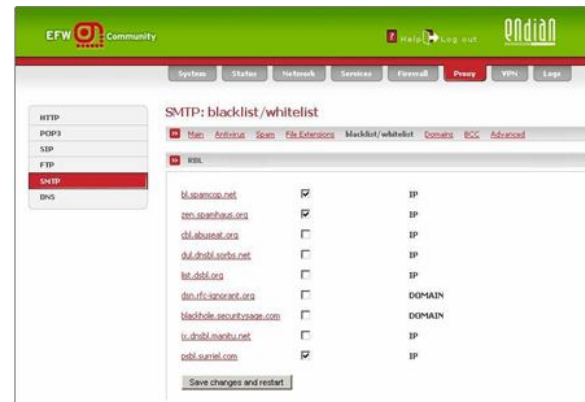 EFW Community
Help Log out
endian
System Status Network Services Firewall Proxy VPN Logs
HTTP
POP3
SIP
FTP
SMTP
DNS
SMTP: blacklist/whitelist
Main Antivirus Spam File Extensions blacklist/whitelist Domains BCC Advanced
RBL
bl.spamcop.net IP
zen.spamhaus.org IP
cbl.abuseat.org IP
dul.dnsbl.sorbs.net IP
list.dsbl.org IP
dsn.rfc-ignorant.org DOMAIN
blackhole.securitysage.com DOMAIN
ix.dnsbl.manitu.net IP
psbl.surriel.com IP
Save changes and restart